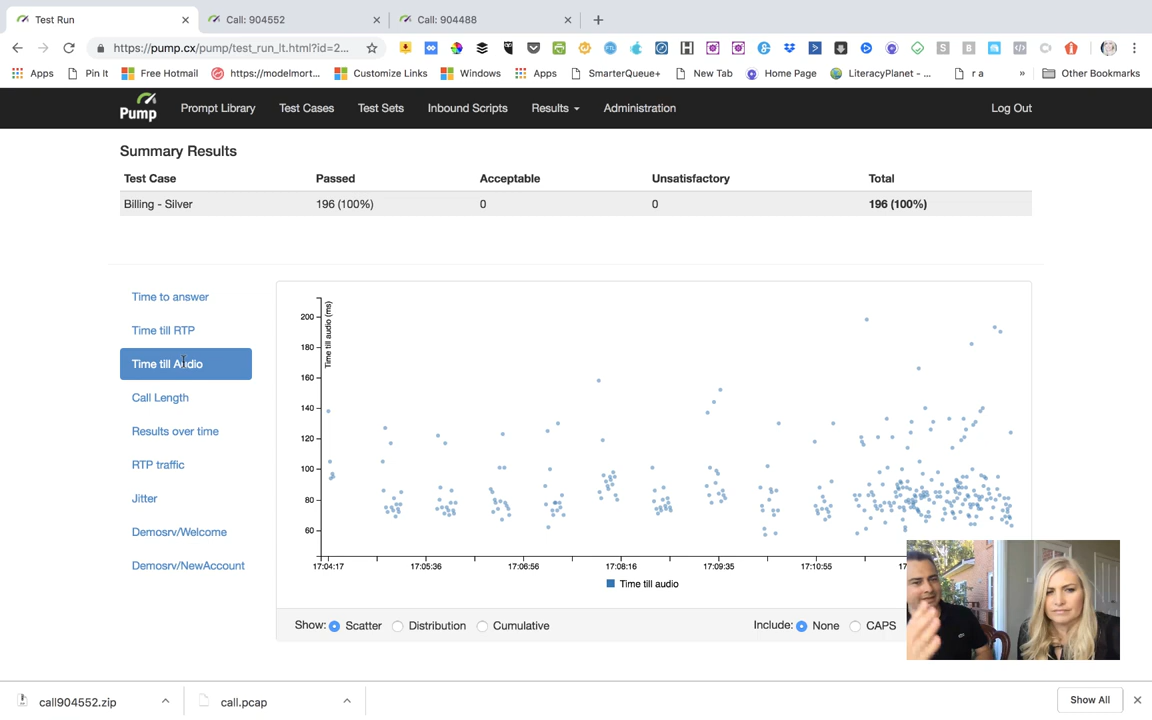 Test Run
Call: 904552
Call: 904488
https://pump.cx/pump/test_run_lt.html?id=2...
Apps
Pin It
Free Hotmail
https://modelmort...
Customize Links
Windows
Apps
SmarterQueue+
New Tab
Home Page
LiteracyPlanet - ...
r a
»
Other Bookmarks
Pump
Prompt Library
Test Cases
Test Sets
Inbound Scripts
Results
Administration
Log Out
Summary Results
Test Case Passed Acceptable Unsatisfactory Total
Billing - Silver 196 (100%) 0 0 196 (100%)
Time to answer
Time till RTP
Time till Audio
Call Length
Results over time
RTP traffic
Jitter
Demosrv/Welcome
Demosrv/NewAccount
Time till audio (ms)
200
180
160
140
120
100
80
60
17:04:17 17:05:36 17:06:56 17:08:16 17:09:35 17:10:55
Time till audio
Show: Scatter Distribution Cumulative
Include: None CAPS
call904552.zip
call.pcap
Show All